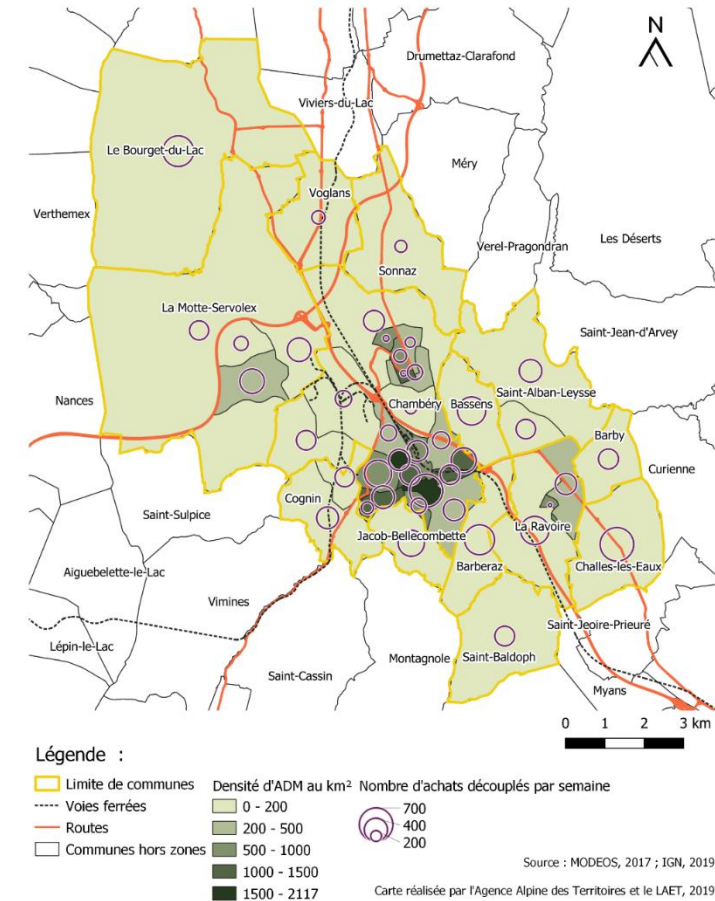 N
Drumettaz-Clarafond
Viviers-du-Lac
Le Bourget-du-Lac
Méry
Voglans
Verthemex
Verel-Pragondran
Les Déserts
Sonnaz
La Motte-Servolex
Saint-Jean-d'Arvey
Nances
Chambéry
Bassens
Saint-Alban-Leysse
Barby
Curienne
Cognin
Saint-Sulpice
La Ravoire
Jacob-Bellecombette
Aiguebelette-le-Lac
Barberaz
Challes-les-Eaux
Vimines
Saint-Jeoire-Prieuré
Lépin-le-Lac
Montagnole
Saint-Baldoph
Saint-Cassin
Myans
0 1 2 3 km
Légende :
Limite de communes
Voies ferrées
Routes
Communes hors zones
Densité d'ADM au km²
0 - 200
200 - 500
500 - 1000
1000 - 1500
1500 - 2117
Nombre d'achats découplés par semaine
700
400
200
Source : MODEOS, 2017 ; IGN, 2019
Carte réalisée par l'Agence Alpine des Territoires et le LAET, 2019